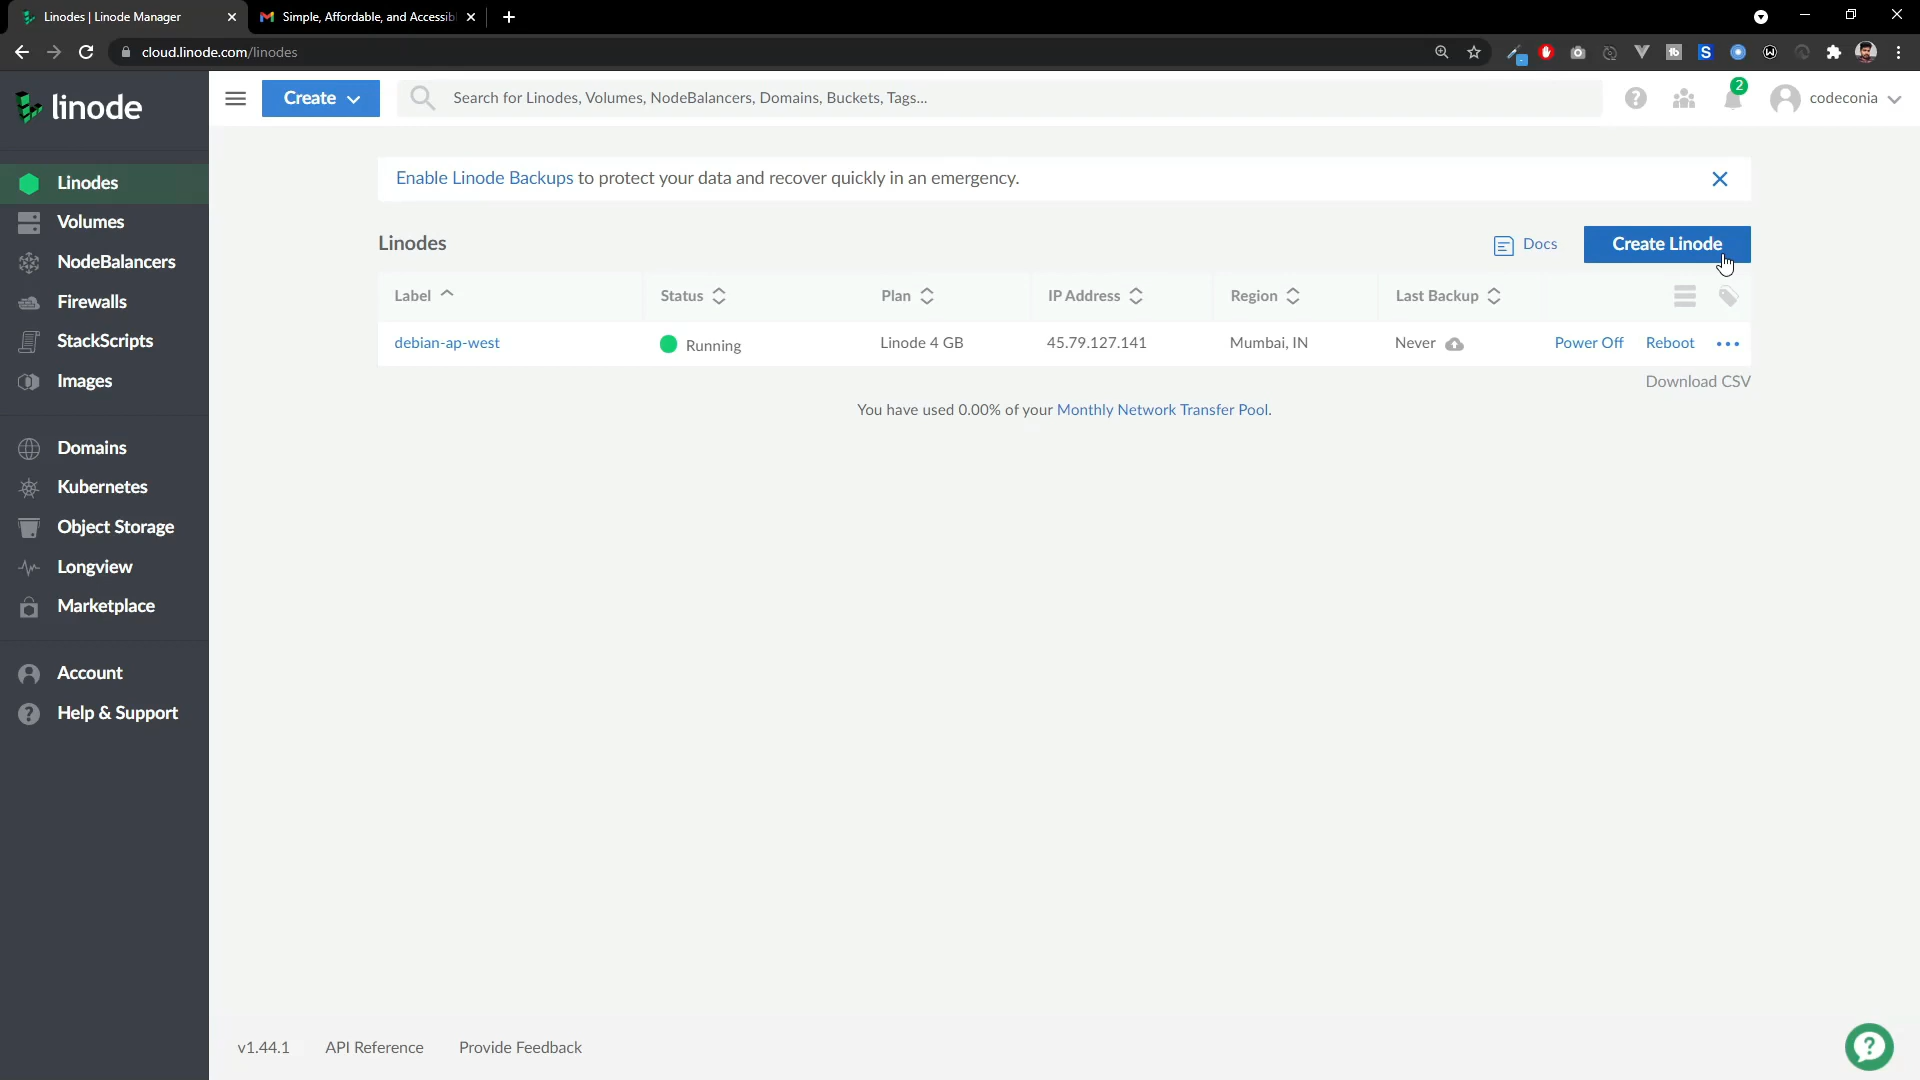 Linodes | Linode Manager
Simple, Affordable, and Accessibl
cloud.linode.com/linodes
linode
Create
Search for Linodes, Volumes, NodeBalancers, Domains, Buckets, Tags...
2
codeconia
Linodes
Volumes
NodeBalancers
Firewalls
StackScripts
Images
Domains
Kubernetes
Object Storage
Longview
Marketplace
Account
Help & Support
Enable Linode Backups to protect your data and recover quickly in an emergency.
Linodes
Docs
Create Linode
Label Status Plan IP Address Region Last Backup
debian-ap-west Running Linode 4 GB 45.79.127.141 Mumbai, IN Never Power Off Reboot
Download CSV
You have used 0.00% of your Monthly Network Transfer Pool.
v1.44.1 API Reference Provide Feedback